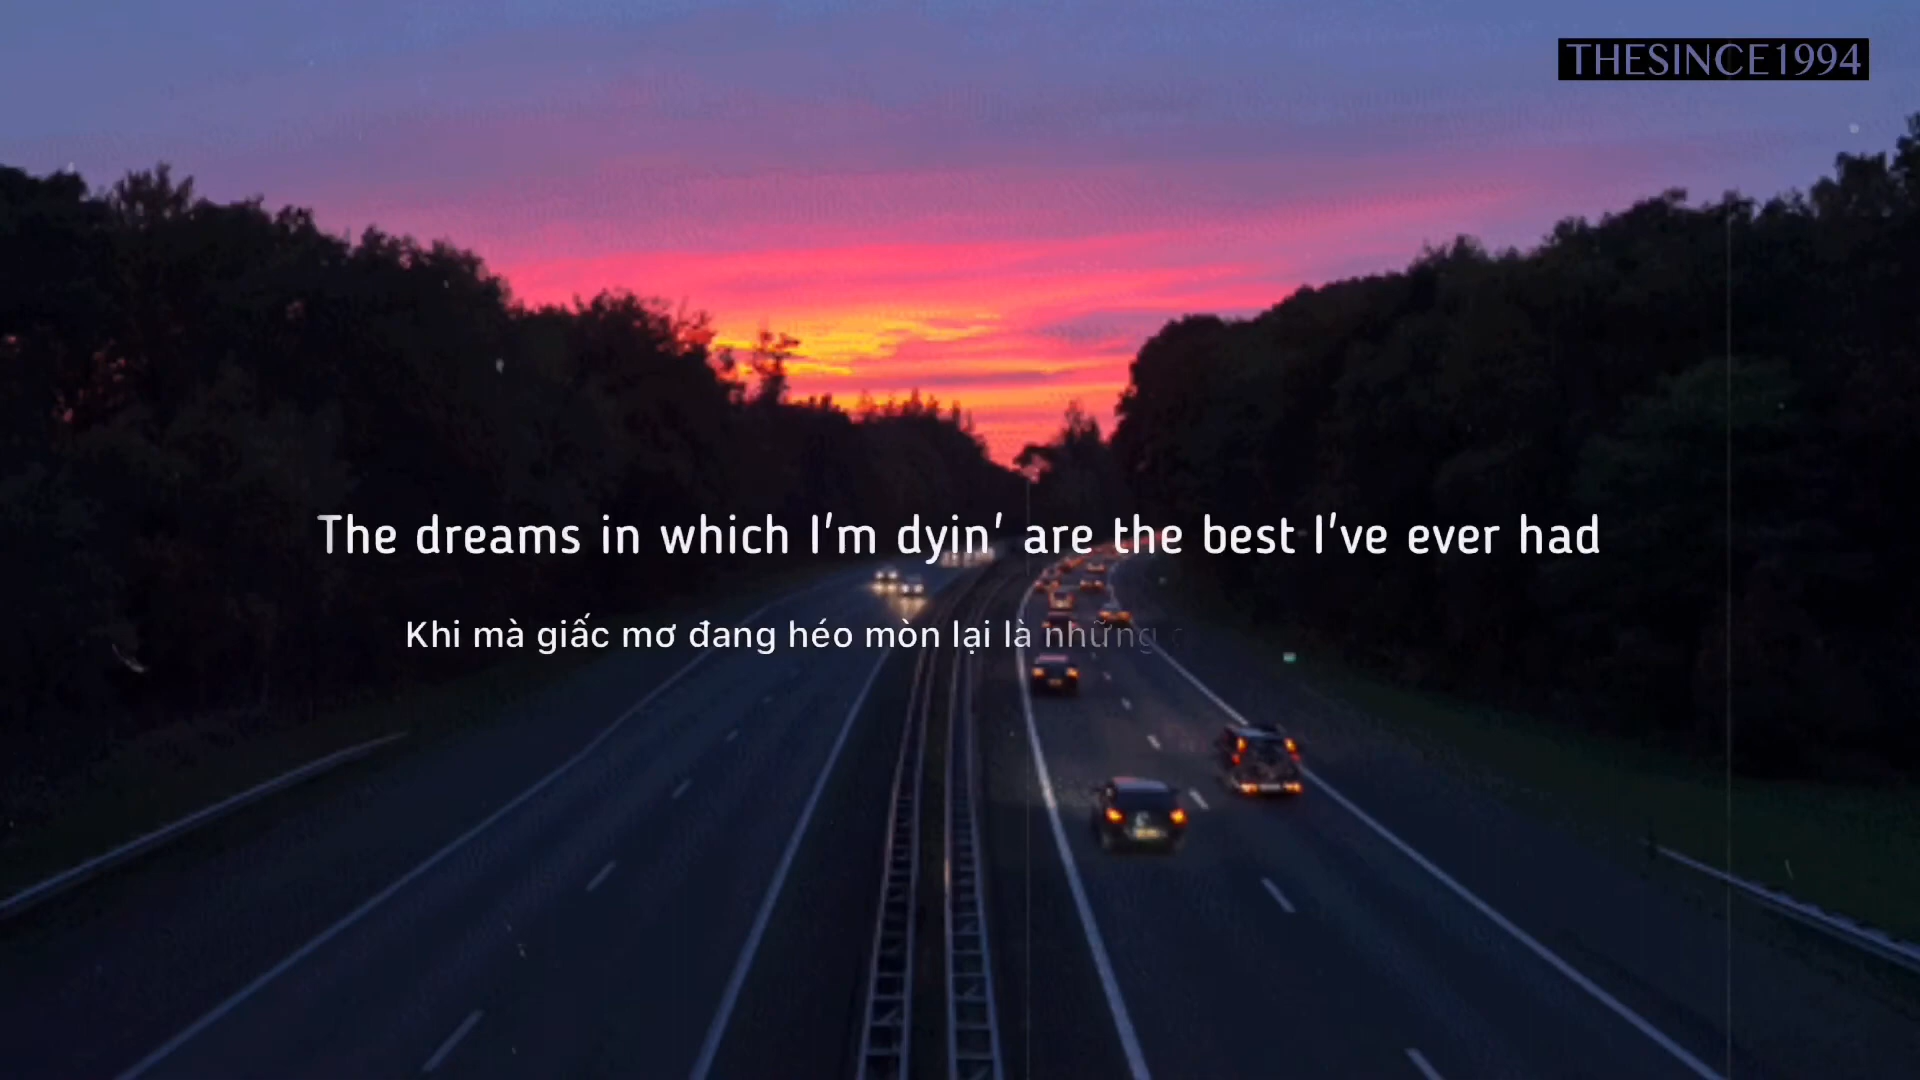 THESINCE1994
The dreams in which I'm dyin' are the best I've ever had
Khi mà giấc mơ đang héo mòn lại là những